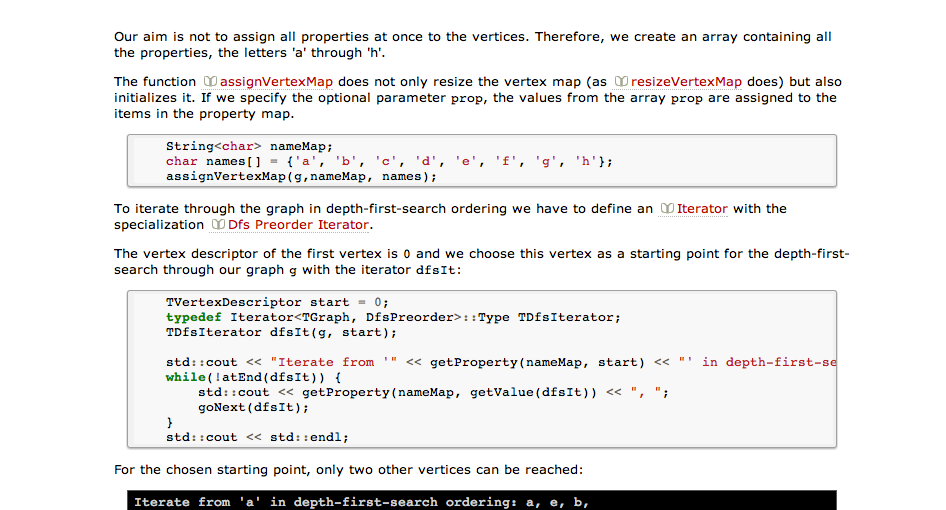 Our aim is not to assign all properties at once to the vertices. Therefore, we create an array containing all
the properties, the letters 'a' through 'h'.
The function assignVertexMap does not only resize the vertex map (as resizeVertexMap does) but also
initializes it. If we specify the optional parameter prop, the values from the array prop are assigned to the
items in the property map.
String<char> nameMap;
char names[] = {'a', 'b', 'c', 'd', 'e', 'f', 'g', 'h'};
assignVertexMap(g,nameMap, names);
To iterate through the graph in depth-first-search ordering we have to define an Iterator with the
specialization Dfs Preorder Iterator.
The vertex descriptor of the first vertex is 0 and we choose this vertex as a starting point for the depth-first-
search through our graph g with the iterator dfsIt:
TVertexDescriptor start = 0;
typedef Iterator<TGraph, DfsPreorder>::Type TDfsIterator;
TDfsIterator dfsIt(g, start);
std::cout << "Iterate from '" << getProperty(nameMap, start) << "' in depth-first-se
while(!atEnd(dfsIt)) {
std::cout << getProperty(nameMap, getValue(dfsIt)) << ", ";
goNext(dfsIt);
}
std::cout << std::endl;
For the chosen starting point, only two other vertices can be reached:
Iterate from 'a' in depth-first-search ordering: a, e, b,